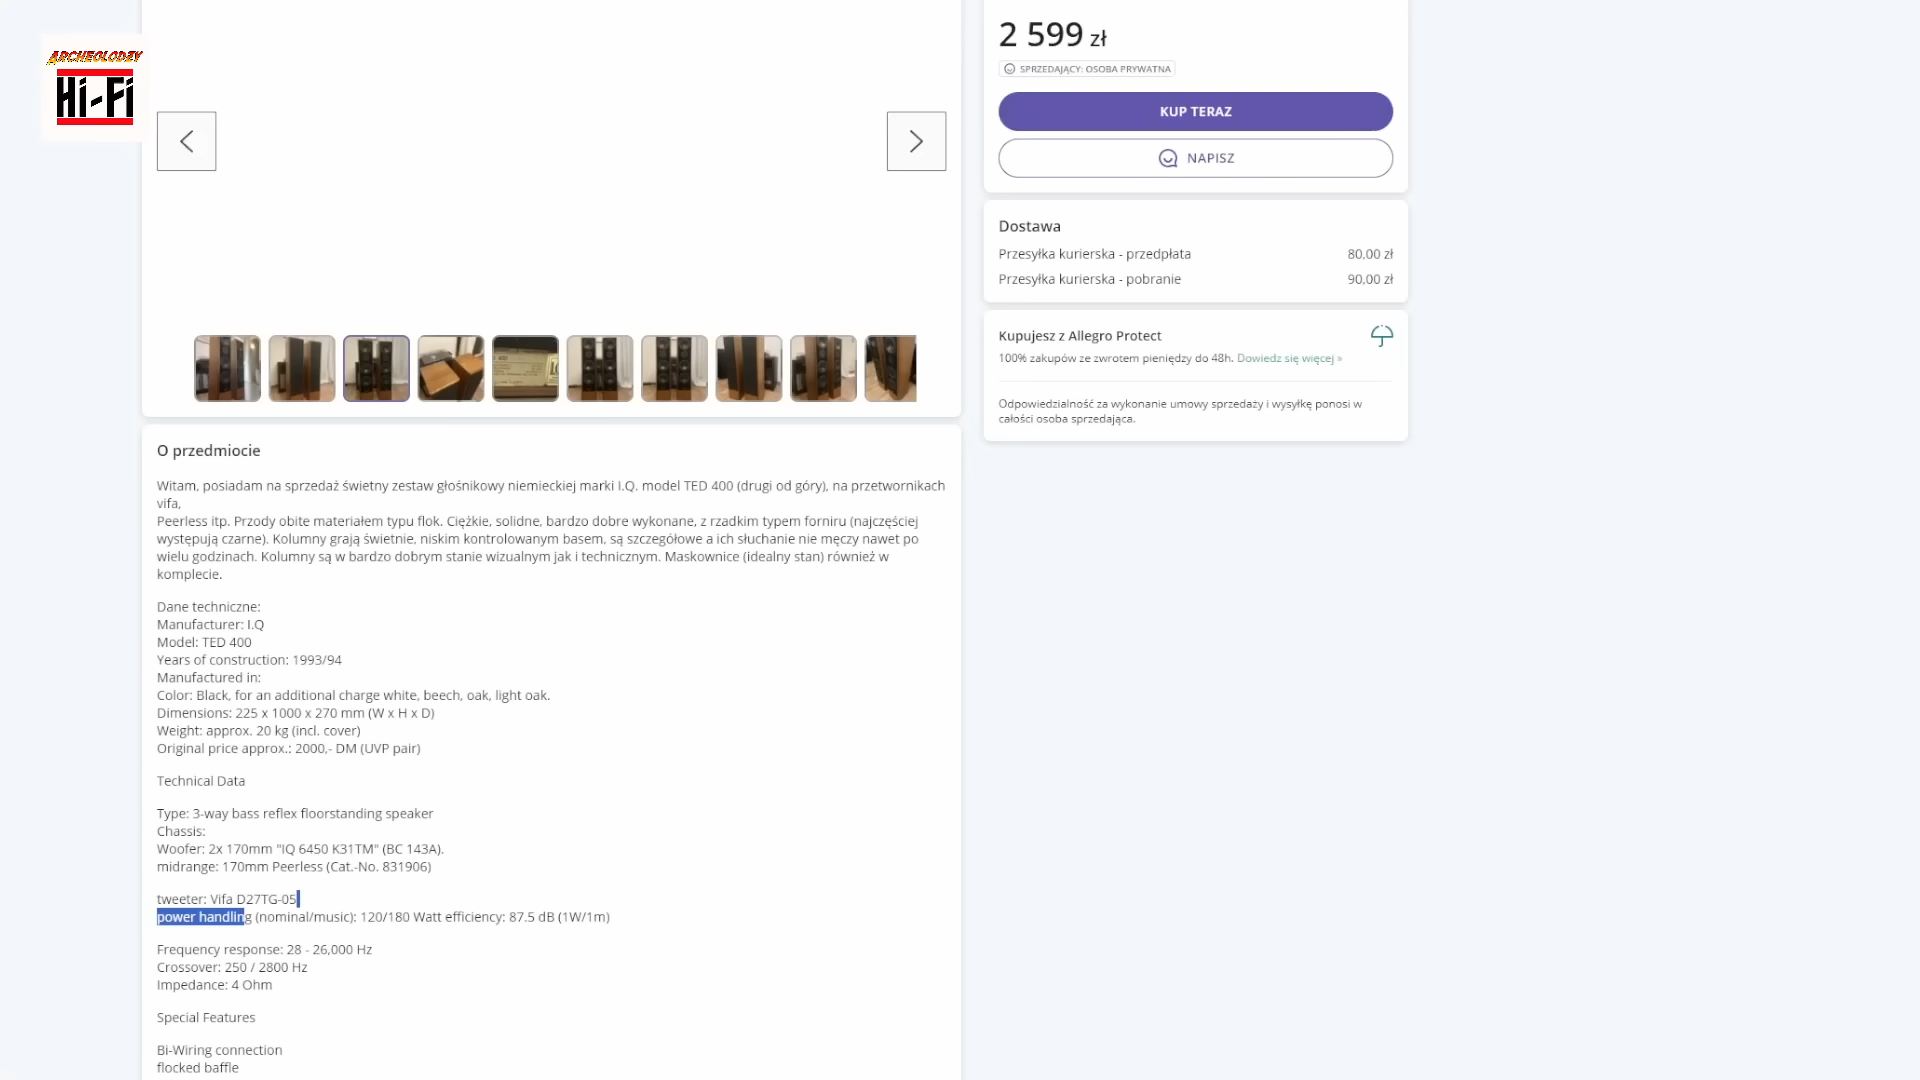 ARCHEOLODZY
Hi-Fi
2 599 zł
SPRZEDAJĄCY: OSOBA PRYWATNA
KUP TERAZ
NAPISZ
Dostawa
Przesyłka kurierska - przedpłata 80,00 zł
Przesyłka kurierska - pobranie 90,00 zł
Kupujesz z Allegro Protect
100% zakupów ze zwrotem pieniędzy do 48h. Dowiedz się więcej »
Odpowiedzialność za wykonanie umowy sprzedaży i wysyłkę ponosi w
całości osoba sprzedająca.
O przedmiocie
Witam, posiadam na sprzedaż świetny zestaw głośnikowy niemieckiej marki I.Q. model TED 400 (drugi od góry), na przetwornikach
vifa,
Peerless itp. Przody obite materiałem typu flok. Ciężkie, solidne, bardzo dobre wykonane, z rzadkim typem forniru (najczęściej
występują czarne). Kolumny grają świetnie, niskim kontrolowanym basem, są szczegółowe a ich słuchanie nie męczy nawet po
wielu godzinach. Kolumny są w bardzo dobrym stanie wizualnym jak i technicznym. Maskownice (idealny stan) również w
komplecie.
Dane techniczne:
Manufacturer: I.Q
Model: TED 400
Years of construction: 1993/94
Manufactured in:
Color: Black, for an additional charge white, beech, oak, light oak.
Dimensions: 225 x 1000 x 270 mm (W x H x D)
Weight: approx. 20 kg (incl. cover)
Original price approx.: 2000,- DM (UVP pair)
Technical Data
Type: 3-way bass reflex floorstanding speaker
Chassis:
Woofer: 2x 170mm "IQ 6450 K31TM" (BC 143A).
midrange: 170mm Peerless (Cat.-No. 831906)
tweeter: Vifa D27TG-05
power handling (nominal/music): 120/180 Watt efficiency: 87.5 dB (1W/1m)
Frequency response: 28 - 26,000 Hz
Crossover: 250 / 2800 Hz
Impedance: 4 Ohm
Special Features
Bi-Wiring connection
flocked baffle